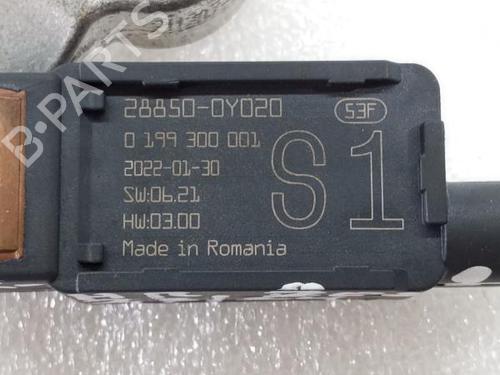 B-PARTS
28850-0Y020 53F
0 199 300 001
2022-01-30
SW:06.21
HW:03.00
S1
Made in Romania